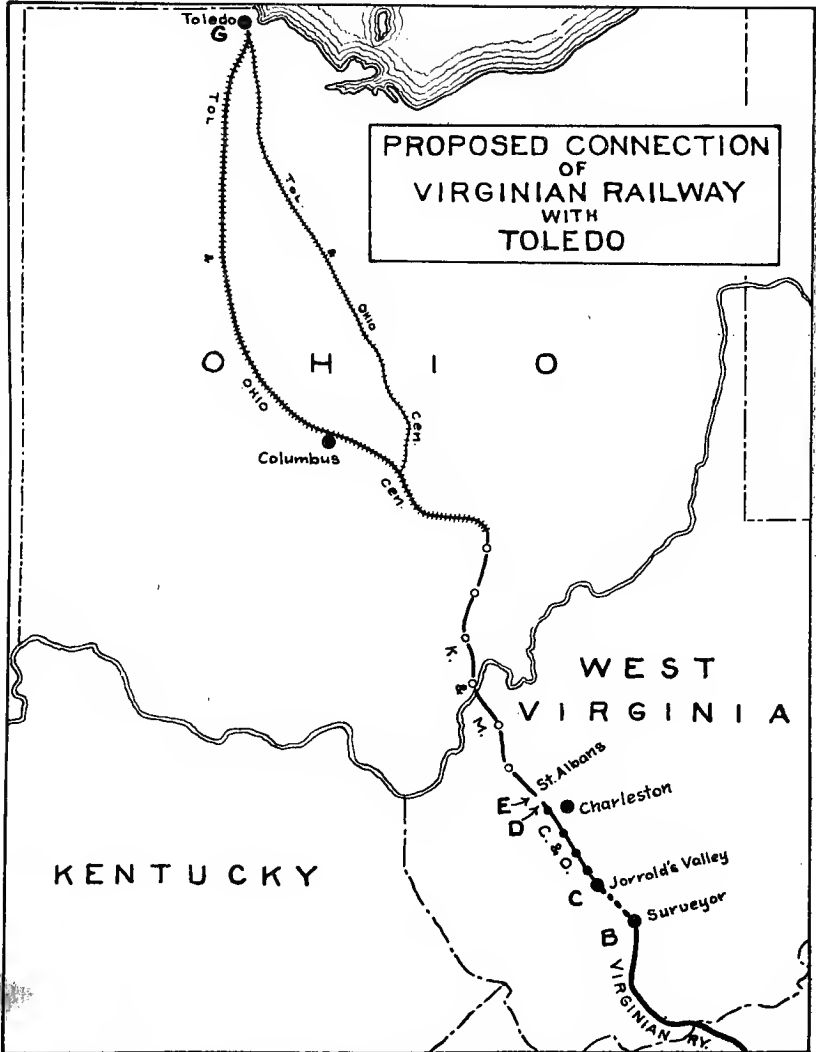 Toledo
G
PROPOSED CONNECTION
OF
VIRGINIAN RAILWAY
WITH
TOLEDO
TOL
&
OHIO
CEN.
TOL.
&
OHIO
CEN.
OHIO
Columbus
K. & M.
WEST
VIRGINIA
St. Albans
E
D
Charleston
C. & O.
KENTUCKY
Jorrold's Valley
C
Surveyor
B
VIRGINIAN RY.